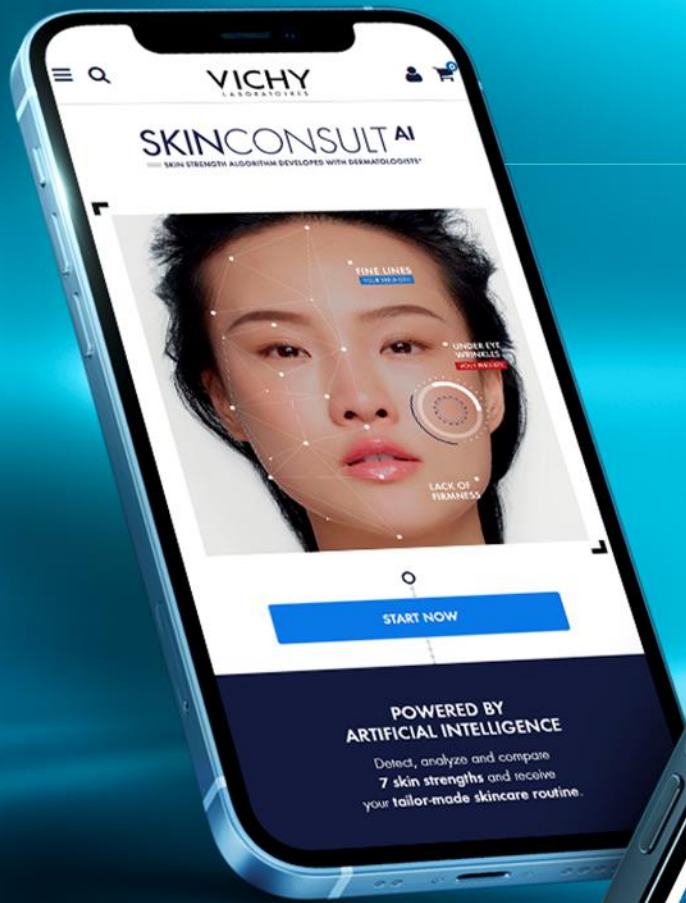 0
VICHY
LABORATOIRES
SKINCONSULT AI
SKIN STRENGTH ALGORITHM DEVELOPED WITH DERMATOLOGISTS*
FINE LINES
UNDER EYE
WRINKLES
LACK OF
FIRMNESS
START NOW
POWERED BY
ARTIFICIAL INTELLIGENCE
Detect, analyze and compare
7 skin strengths and receive
your tailor-made skincare routine.